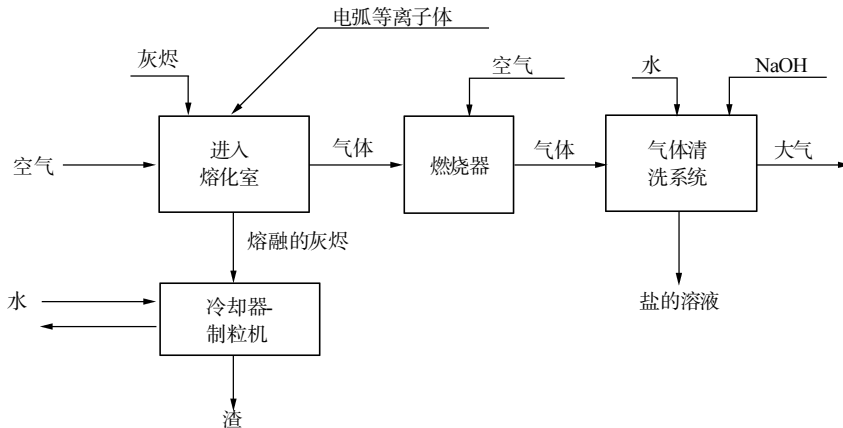 电弧等离子体
灰烬
空气
水
NaOH
空气
进入
熔化室
气体
燃烧器
气体
气体清
洗系统
大气
熔融的灰烬
水
冷却器-
制粒机
盐的溶液
渣